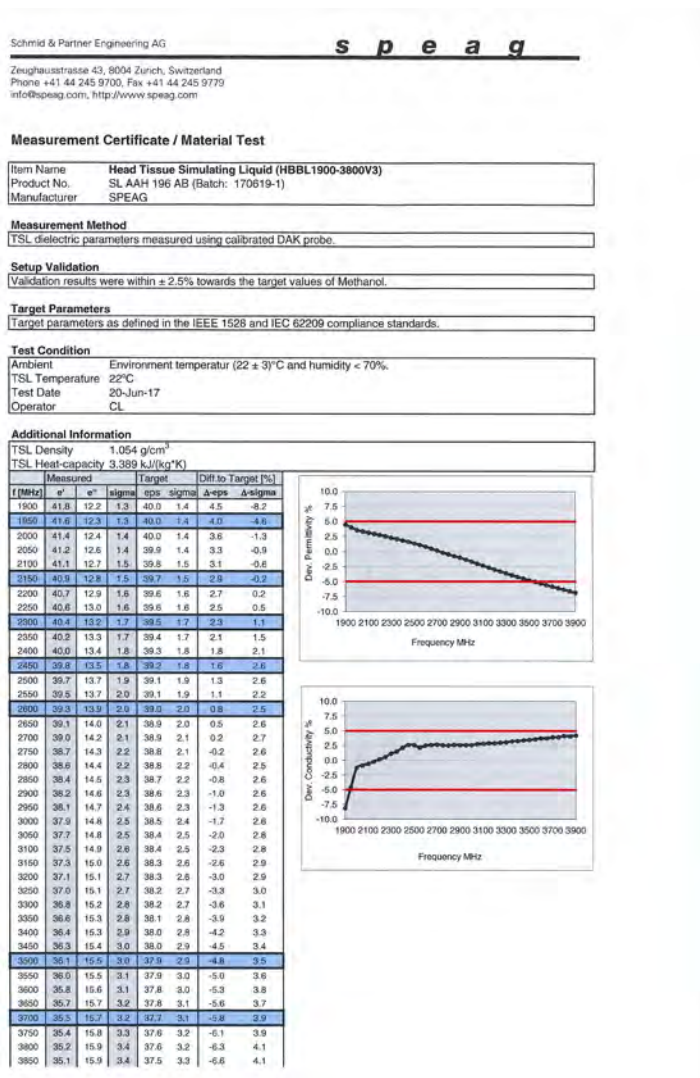 Schmid & Partner Engineering AG
s p e a g
Zeughausstrasse 43, 8004 Zurich, Switzerland
Phone +41 44 245 9700, Fax +41 44 245 9779
info@speag.com, http://www.speag.com
Measurement Certificate / Material Test
Item Name Head Tissue Simulating Liquid (HBBL1900-3800V3)
Product No. SL AAH 196 AB (Batch: 170619-1)
Manufacturer SPEAG
Measurement Method
TSL dielectric parameters measured using calibrated DAK probe.
Setup Validation
Validation results were within ± 2.5% towards the target values of Methanol.
Target Parameters
Target parameters as defined in the IEEE 1528 and IEC 62209 compliance standards.
Test Condition
Ambient Environment temperatur (22 ± 3)°C and humidity < 70%.
TSL Temperature 22°C
Test Date 20-Jun-17
Operator CL
Additional Information
TSL Density 1.054 g/cm³
TSL Heat-capacity 3.389 kJ/(kg*K)
Measured Target Diff.to Target [%]
f [MHz] e' e'' sigma eps sigma Δ-eps Δ-sigma
1900 41.8 12.2 1.3 40.0 1.4 4.5 -8.2
1950 41.6 12.3 1.3 40.0 1.4 4.0 -4.6
2000 41.4 12.4 1.4 40.0 1.4 3.6 -1.3
2050 41.2 12.6 1.4 39.9 1.4 3.3 -0.9
2100 41.1 12.7 1.5 39.8 1.5 3.1 -0.6
2150 40.9 12.8 1.5 39.7 1.5 2.9 -0.2
2200 40.7 12.9 1.6 39.6 1.6 2.7 0.2
2250 40.6 13.0 1.6 39.6 1.6 2.5 0.5
2300 40.4 13.2 1.7 39.5 1.7 2.3 1.1
2350 40.2 13.3 1.7 39.4 1.7 2.1 1.5
2400 40.0 13.4 1.8 39.3 1.8 1.8 2.1
2450 39.8 13.5 1.8 39.2 1.8 1.6 2.6
2500 39.7 13.7 1.9 39.1 1.9 1.3 2.6
2550 39.5 13.7 2.0 39.1 1.9 1.1 2.2
2600 39.3 13.9 2.0 39.0 2.0 0.8 2.5
2650 39.1 14.0 2.1 38.9 2.0 0.5 2.6
2700 39.0 14.2 2.1 38.9 2.1 0.2 2.7
2750 38.7 14.3 2.2 38.8 2.1 -0.2 2.6
2800 38.6 14.4 2.2 38.8 2.2 -0.4 2.5
2850 38.4 14.5 2.3 38.7 2.2 -0.8 2.6
2900 38.2 14.6 2.3 38.6 2.3 -1.0 2.6
2950 38.1 14.7 2.4 38.6 2.3 -1.3 2.6
3000 37.9 14.8 2.5 38.5 2.4 -1.7 2.6
3050 37.7 14.8 2.5 38.4 2.5 -2.0 2.8
3100 37.5 14.9 2.6 38.4 2.5 -2.3 2.8
3150 37.3 15.0 2.6 38.3 2.6 -2.6 2.9
3200 37.1 15.1 2.7 38.3 2.6 -3.0 2.9
3250 37.0 15.1 2.7 38.2 2.7 -3.3 3.0
3300 36.8 15.2 2.8 38.2 2.7 -3.6 3.1
3350 36.6 15.3 2.8 38.1 2.8 -3.9 3.2
3400 36.4 15.3 2.9 38.0 2.8 -4.2 3.3
3450 36.3 15.4 3.0 38.0 2.9 -4.5 3.4
3500 36.1 15.5 3.0 37.9 2.9 -4.8 3.5
3550 36.0 15.5 3.1 37.9 3.0 -5.0 3.6
3600 35.8 15.6 3.1 37.8 3.0 -5.3 3.8
3650 35.7 15.7 3.2 37.8 3.1 -5.6 3.7
3700 35.5 15.7 3.2 37.7 3.1 -5.8 3.9
3750 35.4 15.8 3.3 37.6 3.2 -6.1 3.9
3800 35.2 15.9 3.4 37.6 3.2 -6.3 4.1
3850 35.1 15.9 3.4 37.5 3.3 -6.6 4.1
Dev. Permittivity %
10.0
7.5
5.0
2.5
0.0
-2.5
-5.0
-7.5
-10.0
1900 2100 2300 2500 2700 2900 3100 3300 3500 3700 3900
Frequency MHz
Dev. Conductivity %
10.0
7.5
5.0
2.5
0.0
-2.5
-5.0
-7.5
-10.0
1900 2100 2300 2500 2700 2900 3100 3300 3500 3700 3900
Frequency MHz